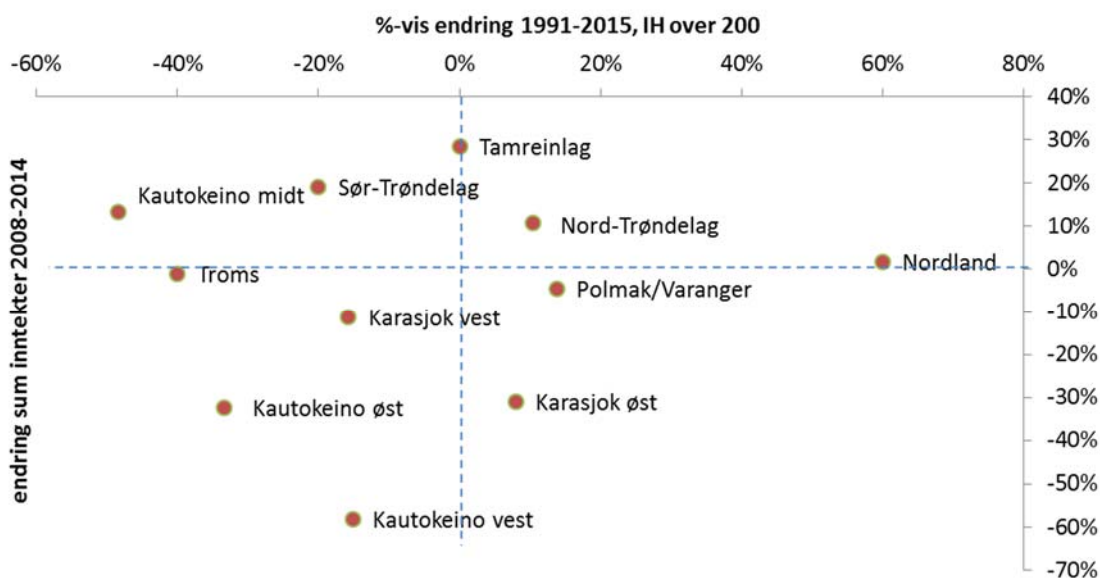 %-vis endring 1991-2015, IH over 200
-60% -40% -20% 0% 20% 40% 60% 80%
endring sum inntekter 2008-2014
40%
30%
20%
10%
0%
-10%
-20%
-30%
-40%
-50%
-60%
-70%
Tamreinlag
Sør-Trøndelag
Kautokeino midt
Nord-Trøndelag
Nordland
Troms
Polmak/Varanger
Karasjok vest
Karasjok øst
Kautokeino øst
Kautokeino vest